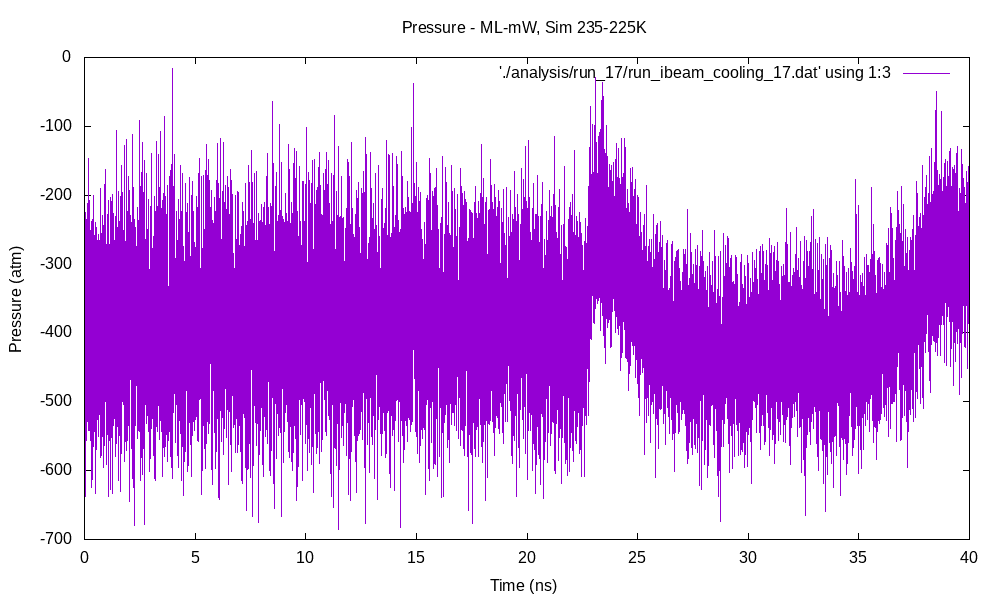 Pressure - ML-mW, Sim 235-225K
'./analysis/run_17/run_ibeam_cooling_17.dat' using 1:3
0
-100
-200
-300
-400
-500
-600
-700
Pressure (atm)
0 5 10 15 20 25 30 35 40
Time (ns)